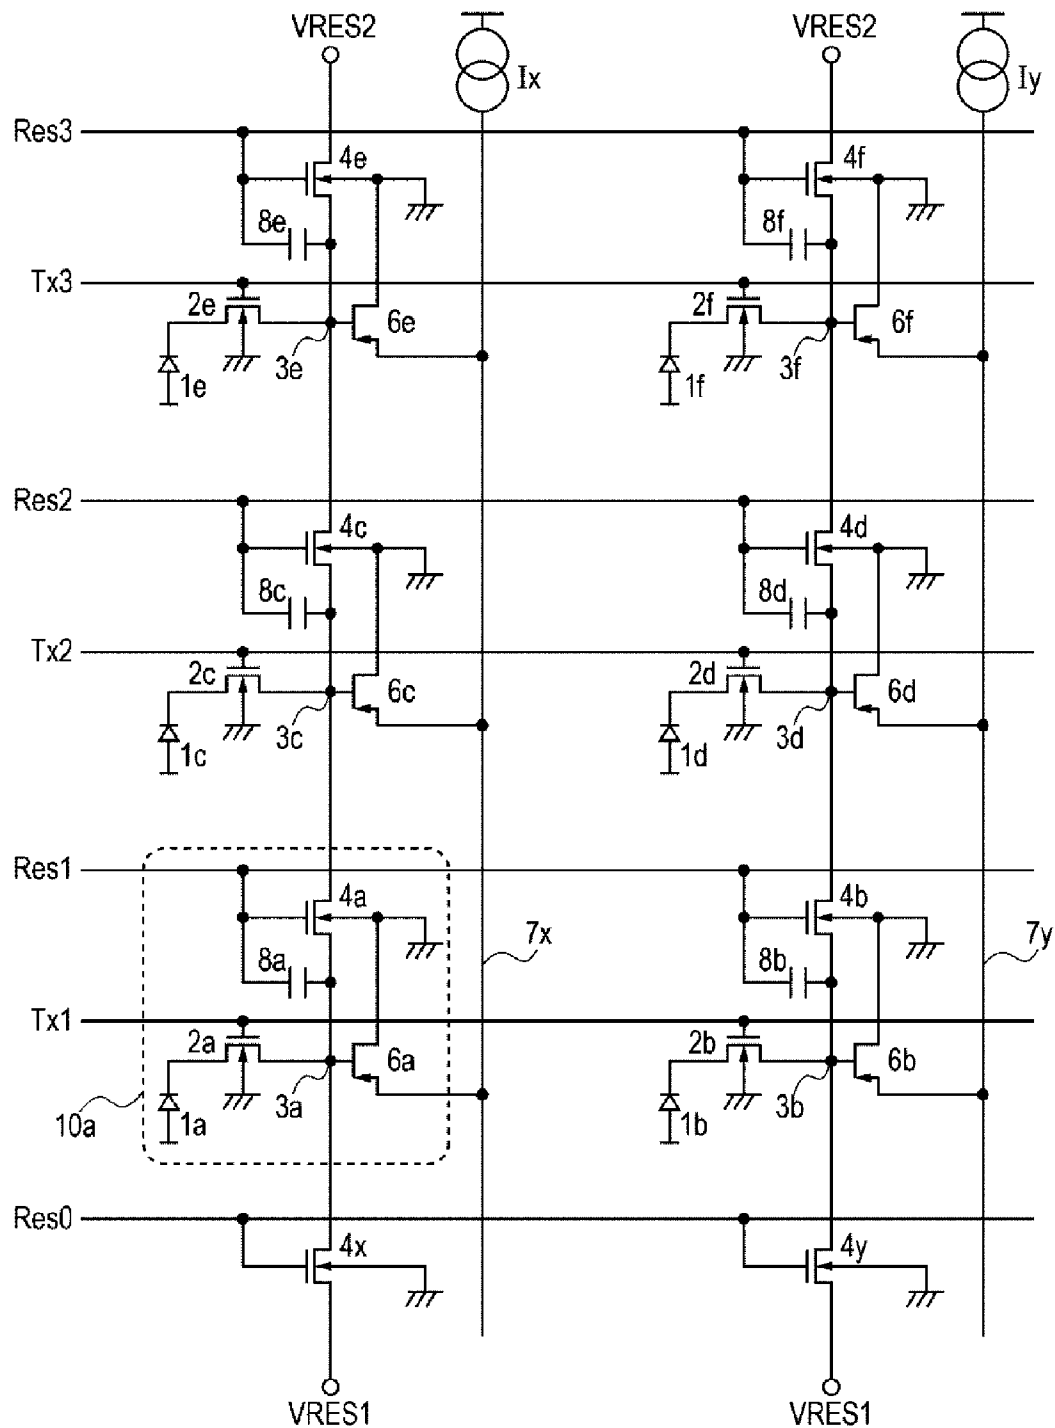 VRES2 VRES2
Ix Iy
Res3
4e 4f
8e 8f
Tx3
2e 6e 2f 6f
1e 3e 1f 3f
Res2
4c 4d
8c 8d
Tx2
2c 6c 2d 6d
1c 3c 1d 3d
Res1
4a 4b
7x 7y
8a 8b
Tx1
2a 6a 2b 6b
10a 1a 3a 1b 3b
Res0
4x 4y
VRES1 VRES1